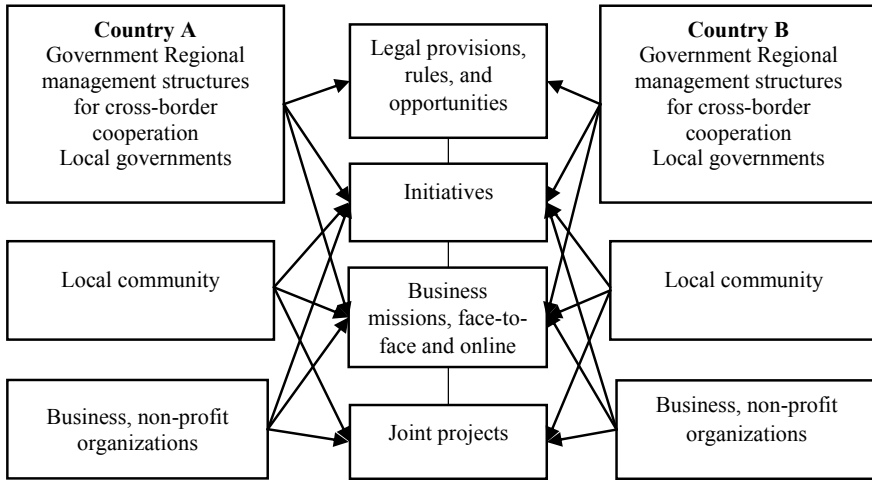 Country A
Government Regional
management structures
for cross-border
cooperation
Local governments
Legal provisions,
rules, and
opportunities
Country B
Government Regional
management structures
for cross-border
cooperation
Local governments
Initiatives
Local community
Business
missions, face-to-
face and online
Local community
Business, non-profit
organizations
Joint projects
Business, non-profit
organizations